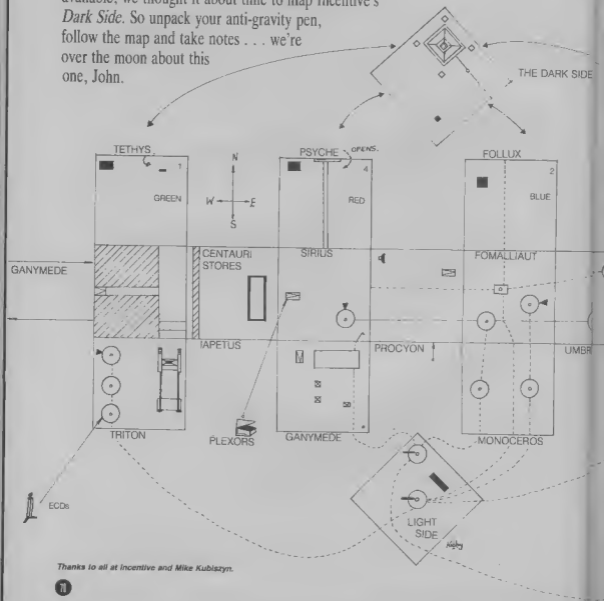 available, we thought it about time to map Incentive's
Dark Side. So unpack your anti-gravity pen,
follow the map and take notes . . . we're
over the moon about this
one, John.
THE DARK SIDE
TETHYS
PSYCHE OPENS.
FOLLUX
1
N
4
2
GREEN
W E
RED
BLUE
S
GANYMEDE
CENTAURI
STORES
SIRIUS
FOMALLIAUT
IAPETUS
PROCYON
UMBR
TRITON
PLEXORS
GANYMEDE
MONOCEROS
ECDs
LIGHT
SIDE
Thanks to all at Incentive and Mike Kubiszyn.
70